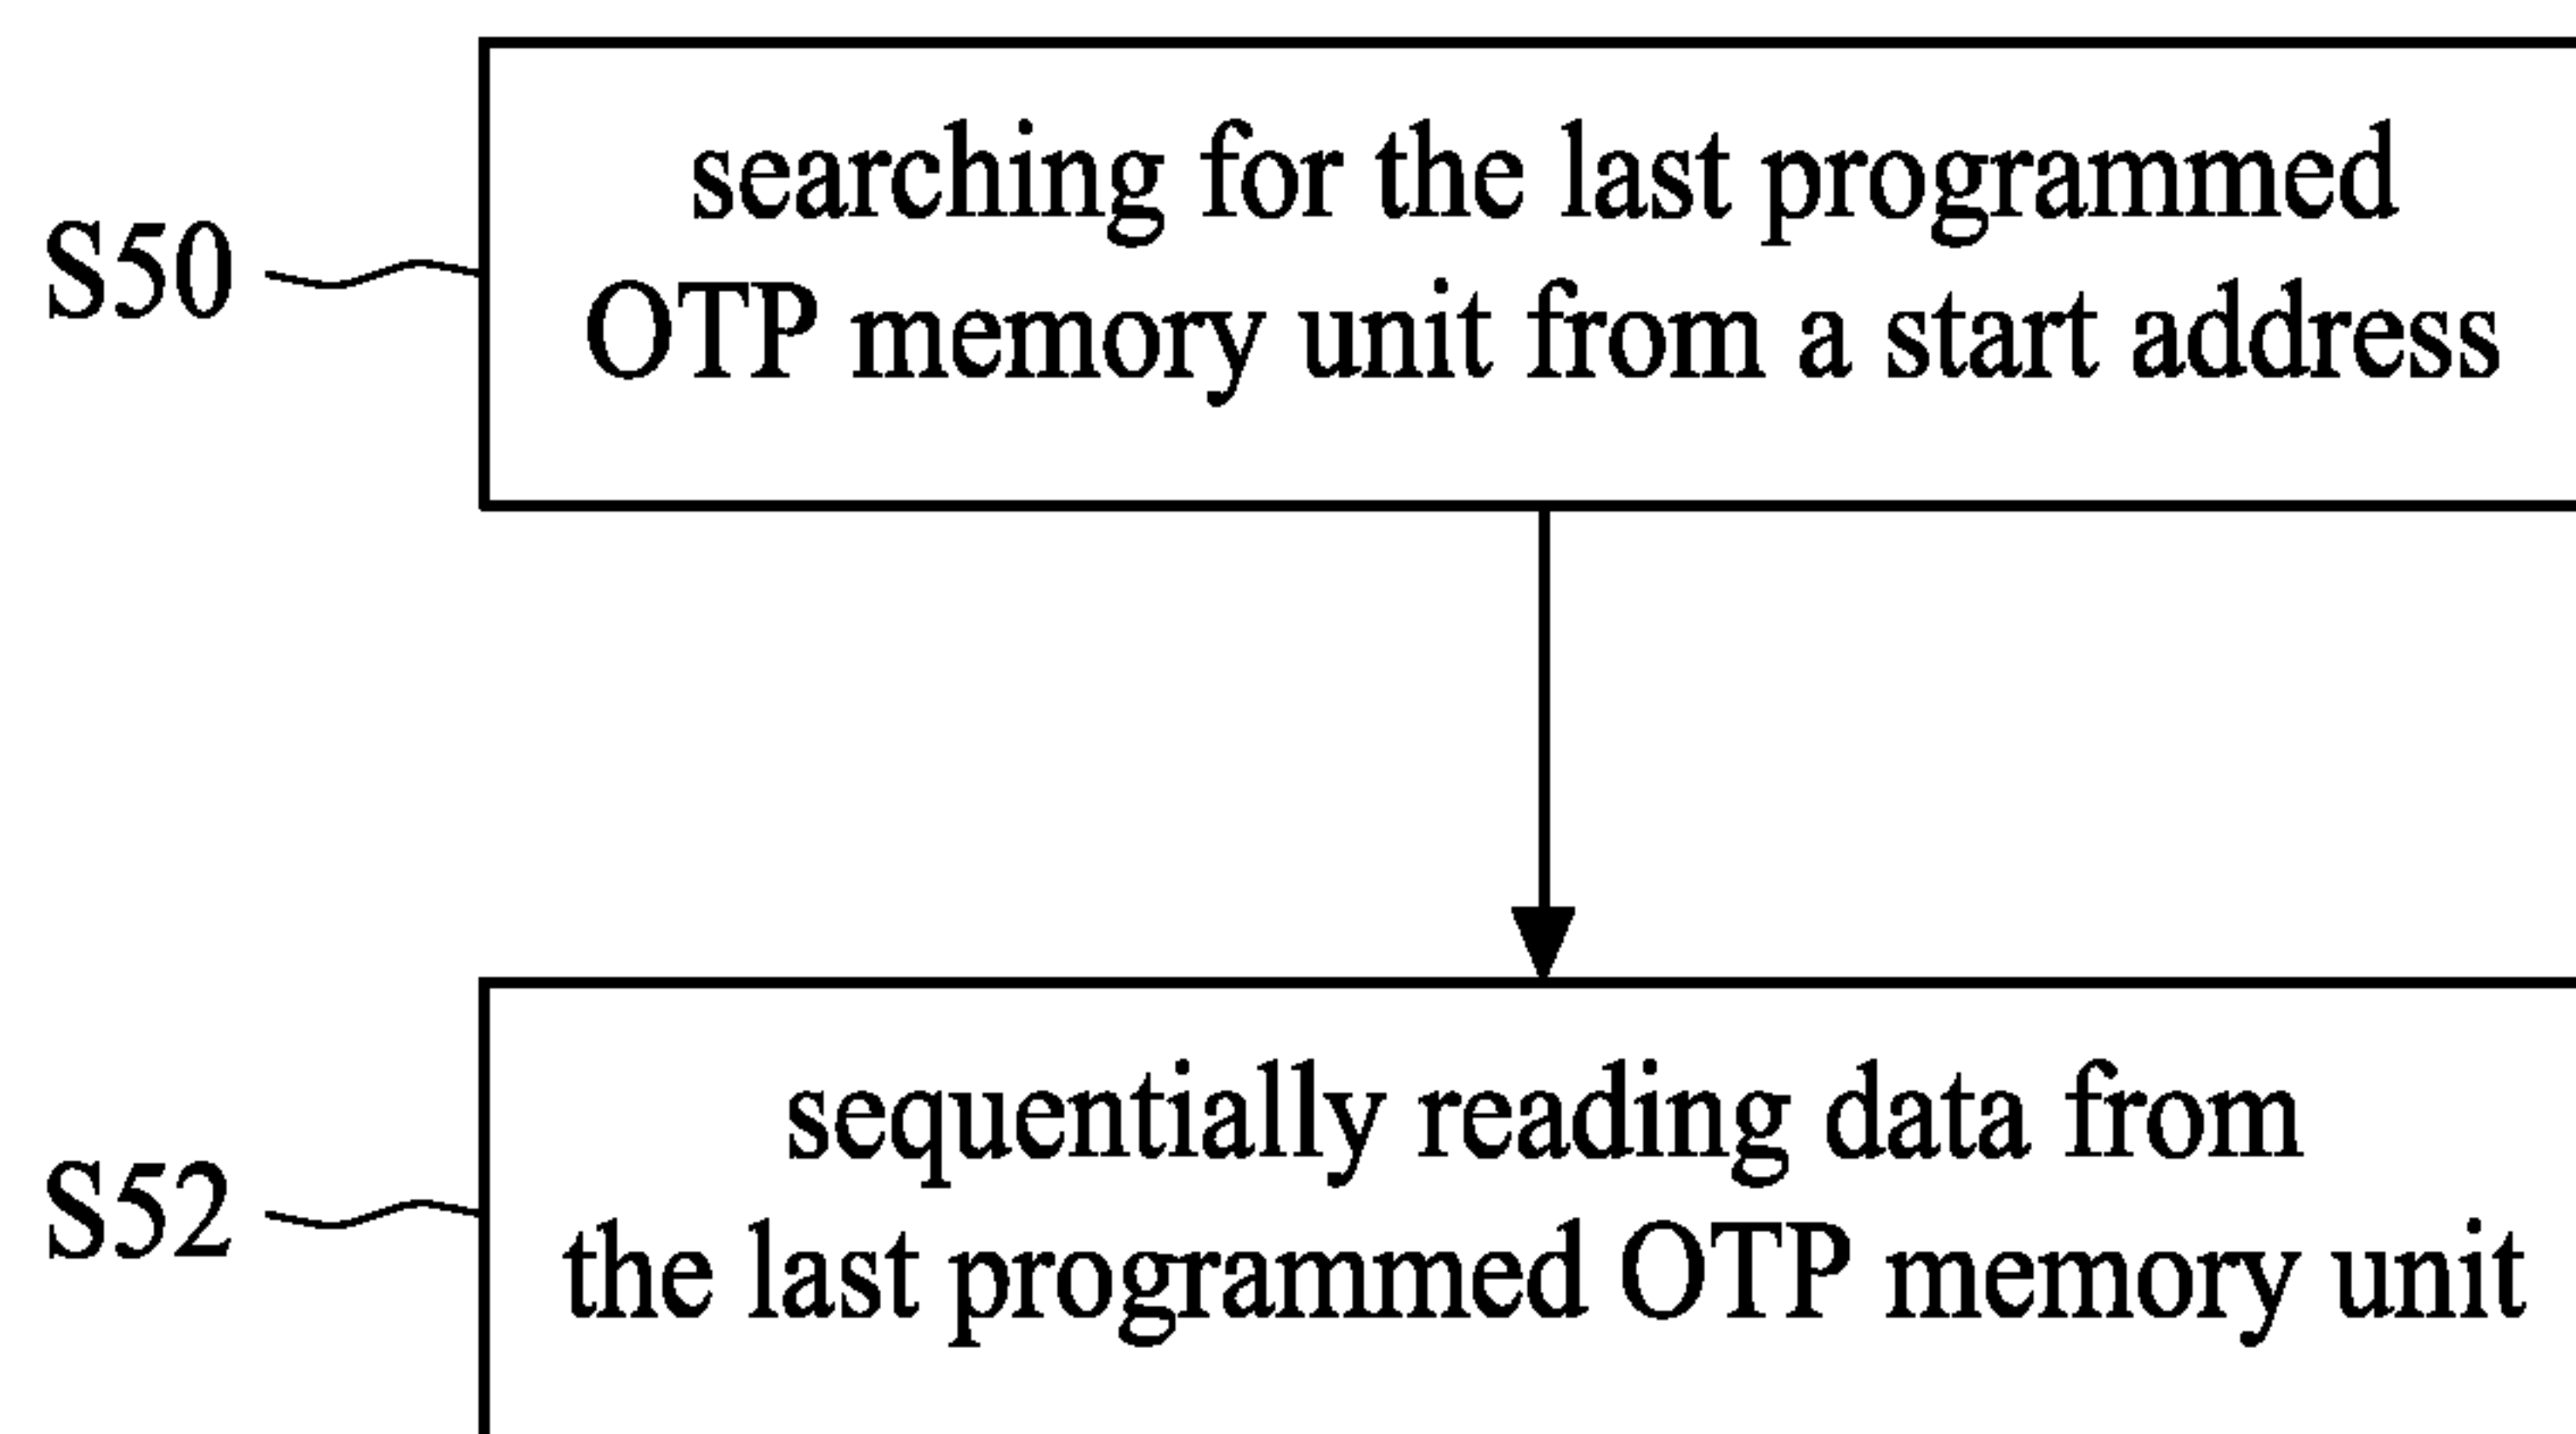 S50
searching for the last programmed
OTP memory unit from a start address
S52
sequentially reading data from
the last programmed OTP memory unit